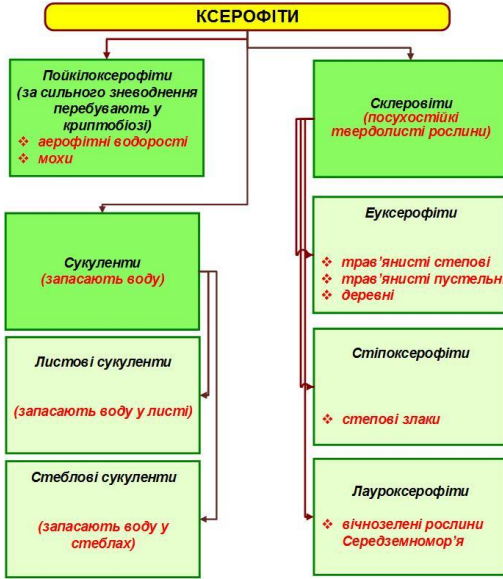 КСЕРОФІТИ
Пойкілоксерофіти
(за сильного зневоднення
перебувають у
криптобіозі)
❖ аерофітні водорості
❖ мохи
Склеровіти
(посухостійкі
твердолисті рослини)
Сукуленти
(запасають воду)
Еуксерофіти
❖ трав’янисті степові
❖ трав’янисті пустельн
❖ деревні
Листові сукуленти
(запасають воду у листі)
Стіпоксерофіти
❖ степові злаки
Стеблові сукуленти
(запасають воду у
стеблах)
Лауроксерофіти
❖ вічнозелені рослини
Середземномор’я